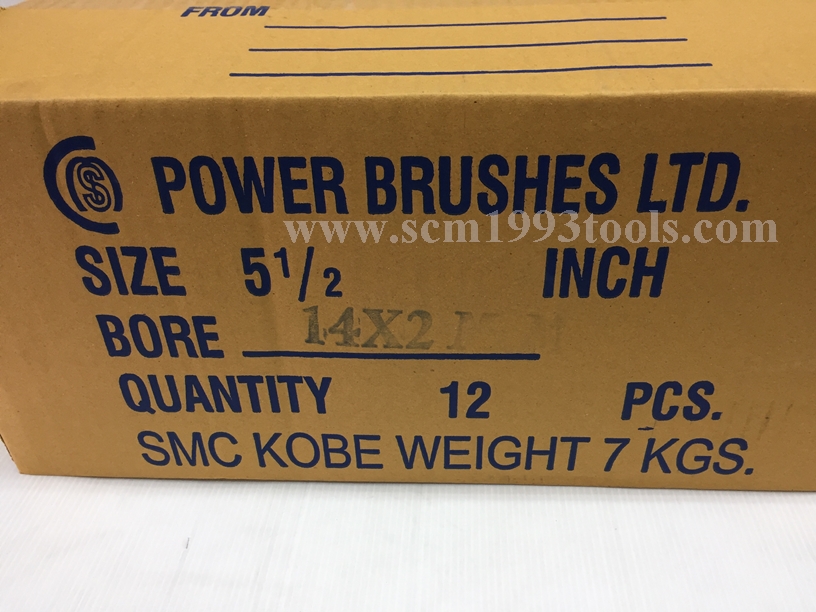 FROM
POWER BRUSHES LTD.
www.scm1993tools.com
SIZE 5 1/2 INCH
BORE 14X2
QUANTITY 12 PCS.
SMC KOBE WEIGHT 7 KGS.